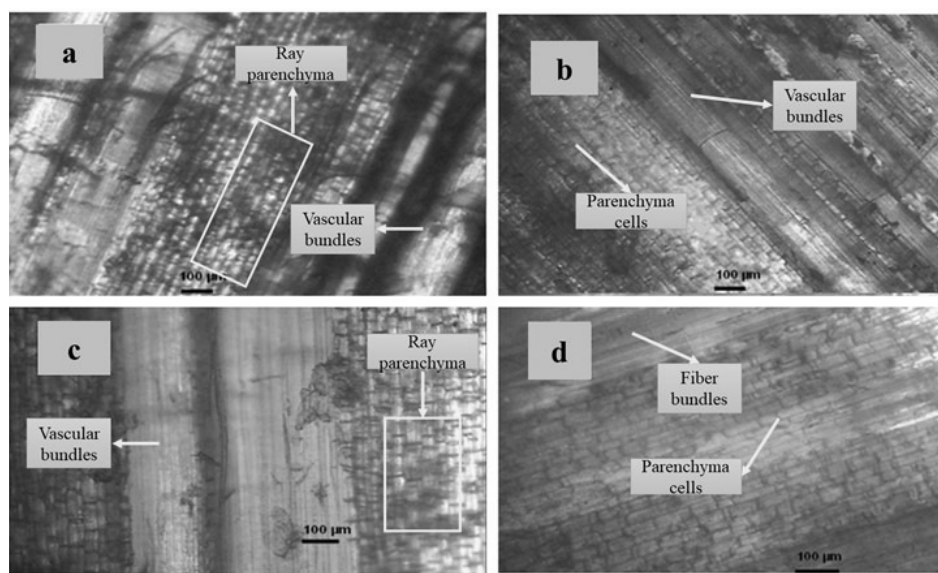 a
Ray
parenchyma
Vascular
bundles
100 µm
b
Vascular
bundles
Parenchyma
cells
100 µm
c
Ray
parenchyma
Vascular
bundles
100 µm
d
Fiber
bundles
Parenchyma
cells
100 µm